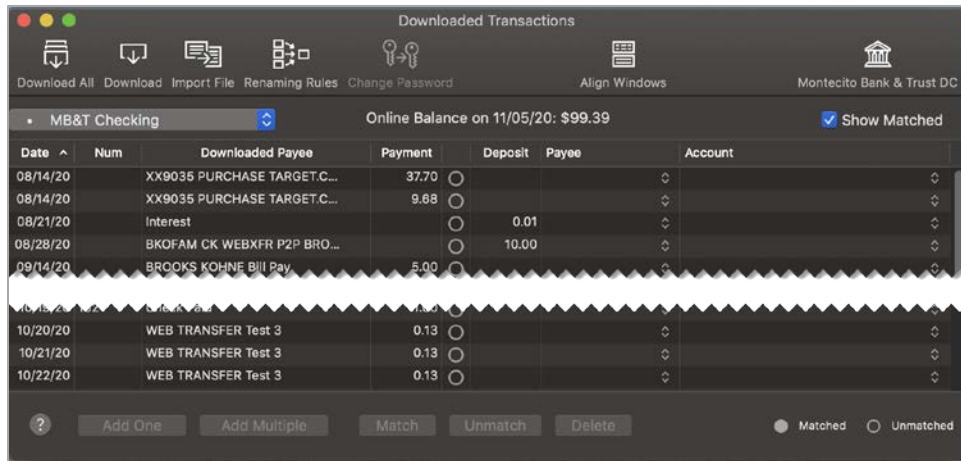 Downloaded Transactions
Download All Download Import File Renaming Rules Change Password Align Windows Montecito Bank & Trust DC
• MB&T Checking Online Balance on 11/05/20: $99.39 Show Matched
Date Num Downloaded Payee Payment Deposit Payee Account
08/14/20 XX9035 PURCHASE TARGET.C... 37.70
08/14/20 XX9035 PURCHASE TARGET.C... 9.68
08/21/20 Interest 0.01
08/28/20 BKOFAM CK WEBXFR P2P BRO... 10.00
09/14/20 BROOKS KOHNE Bill Pay 5.00
10/20/20 WEB TRANSFER Test 3 0.13
10/21/20 WEB TRANSFER Test 3 0.13
10/22/20 WEB TRANSFER Test 3 0.13
? Add One Add Multiple Match Unmatch Delete Matched Unmatched